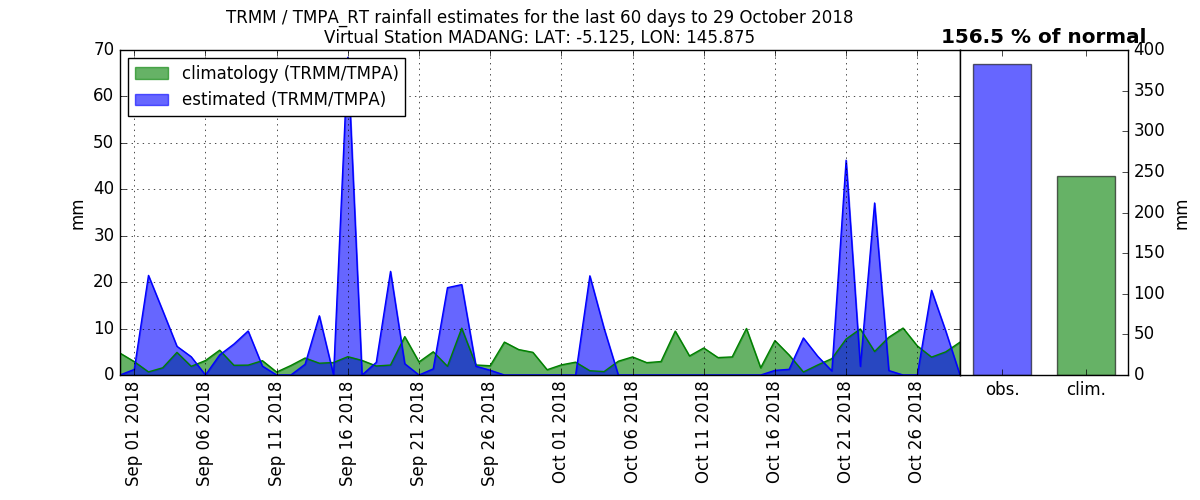 TRMM / TMPA_RT rainfall estimates for the last 60 days to 29 October 2018
Virtual Station MADANG: LAT: -5.125, LON: 145.875
156.5 % of normal
climatology (TRMM/TMPA)
estimated (TRMM/TMPA)
mm
70
60
50
40
30
20
10
0
Sep 01 2018
Sep 06 2018
Sep 11 2018
Sep 16 2018
Sep 21 2018
Sep 26 2018
Oct 01 2018
Oct 06 2018
Oct 11 2018
Oct 16 2018
Oct 21 2018
Oct 26 2018
obs.
clim.
400
350
300
250
200
150
100
50
0
mm